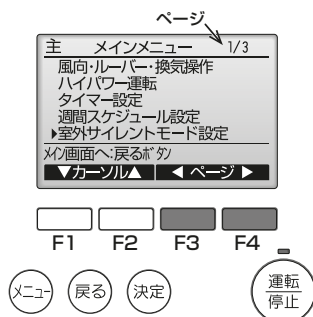 ページ
主 メインメニュー 1/3
風向・ルーバー・換気操作
ハイパワー運転
タイマー設定
週間スケジュール設定
▶室外サイレントモード設定
メイン画面へ:戻るボタン
▼カーソル▲ ◀ ページ ▶
F1 F2 F3 F4
メニュー 戻る 決定 運転
停止